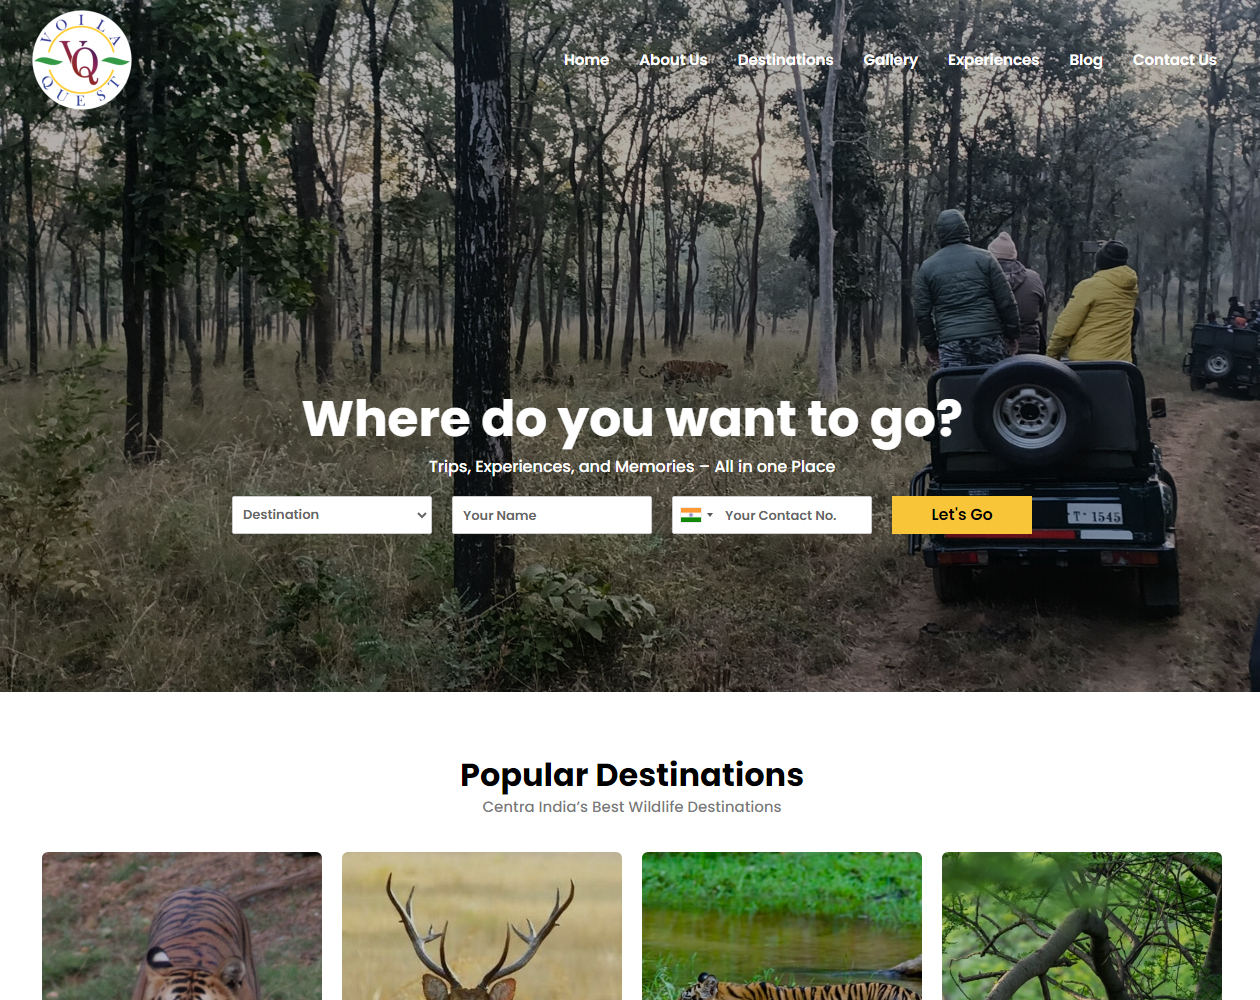 VOILA
VQ
QUEST
Home About Us Destinations Gallery Experiences Blog Contact Us
Where do you want to go?
Trips, Experiences, and Memories – All in one Place
Destination Your Name Your Contact No. Let's Go
T· 1545
Popular Destinations
Centra India’s Best Wildlife Destinations